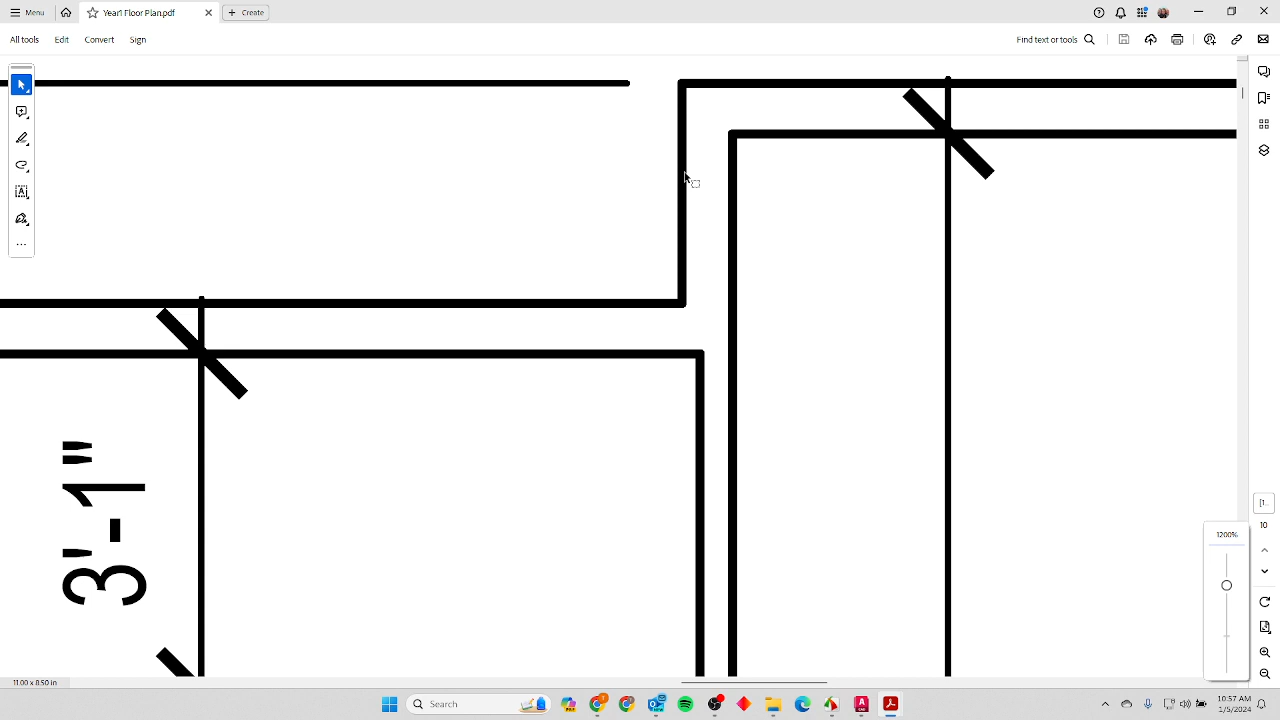 Menu
Year1 Floor Plan.pdf
Create
All tools
Edit
Convert
Sign
Find text or tools
3'-1"
1200%
10
11.00 x 8.50 in
Search
10:57 AM
1/5/2024